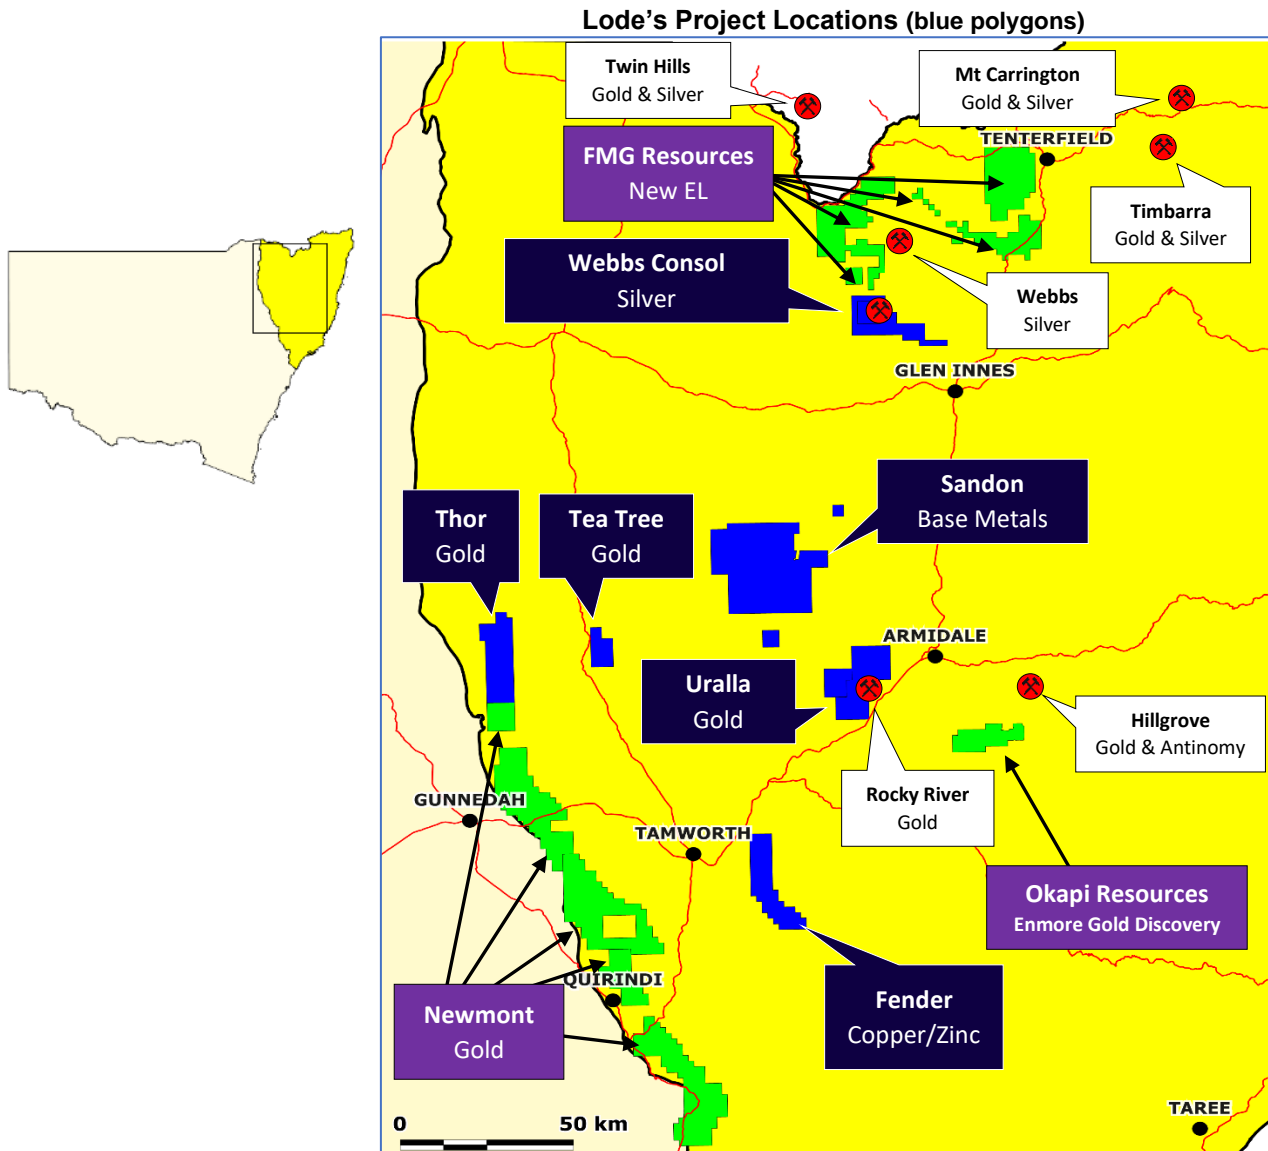 Lode's Project Locations (blue polygons)
Twin Hills
Gold & Silver
Mt Carrington
Gold & Silver
TENTERFIELD
FMG Resources
New EL
Timbarra
Gold & Silver
Webbs Consol
Silver
Webbs
Silver
GLEN INNES
Sandon
Base Metals
Thor
Gold
Tea Tree
Gold
ARMIDALE
Uralla
Gold
Hillgrove
Gold & Antinomy
Rocky River
Gold
GUNNEDAH
TAMWORTH
Okapi Resources
Enmore Gold Discovery
QUIRINDI
Fender
Copper/Zinc
Newmont
Gold
TAREE
0
50 km